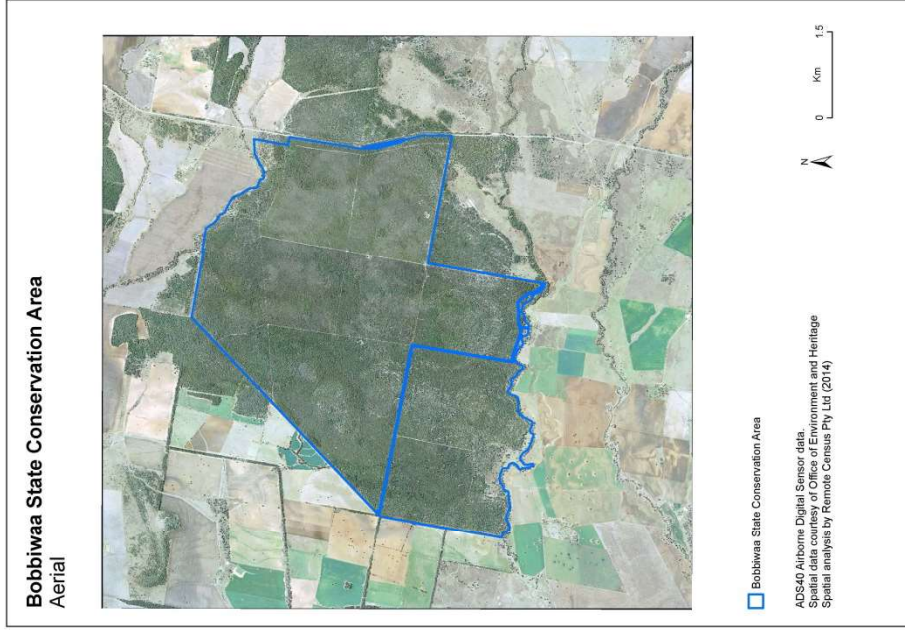 Bobbiwaa State Conservation Area
Aerial
Bobbiwaa State Conservation Area
ADS40 Airborne Digital Sensor data.
Spatial data courtesy of Office of Environment and Heritage
Spatial analysis by Remote Census Pty Ltd (2014)
N
0 1.5
Km